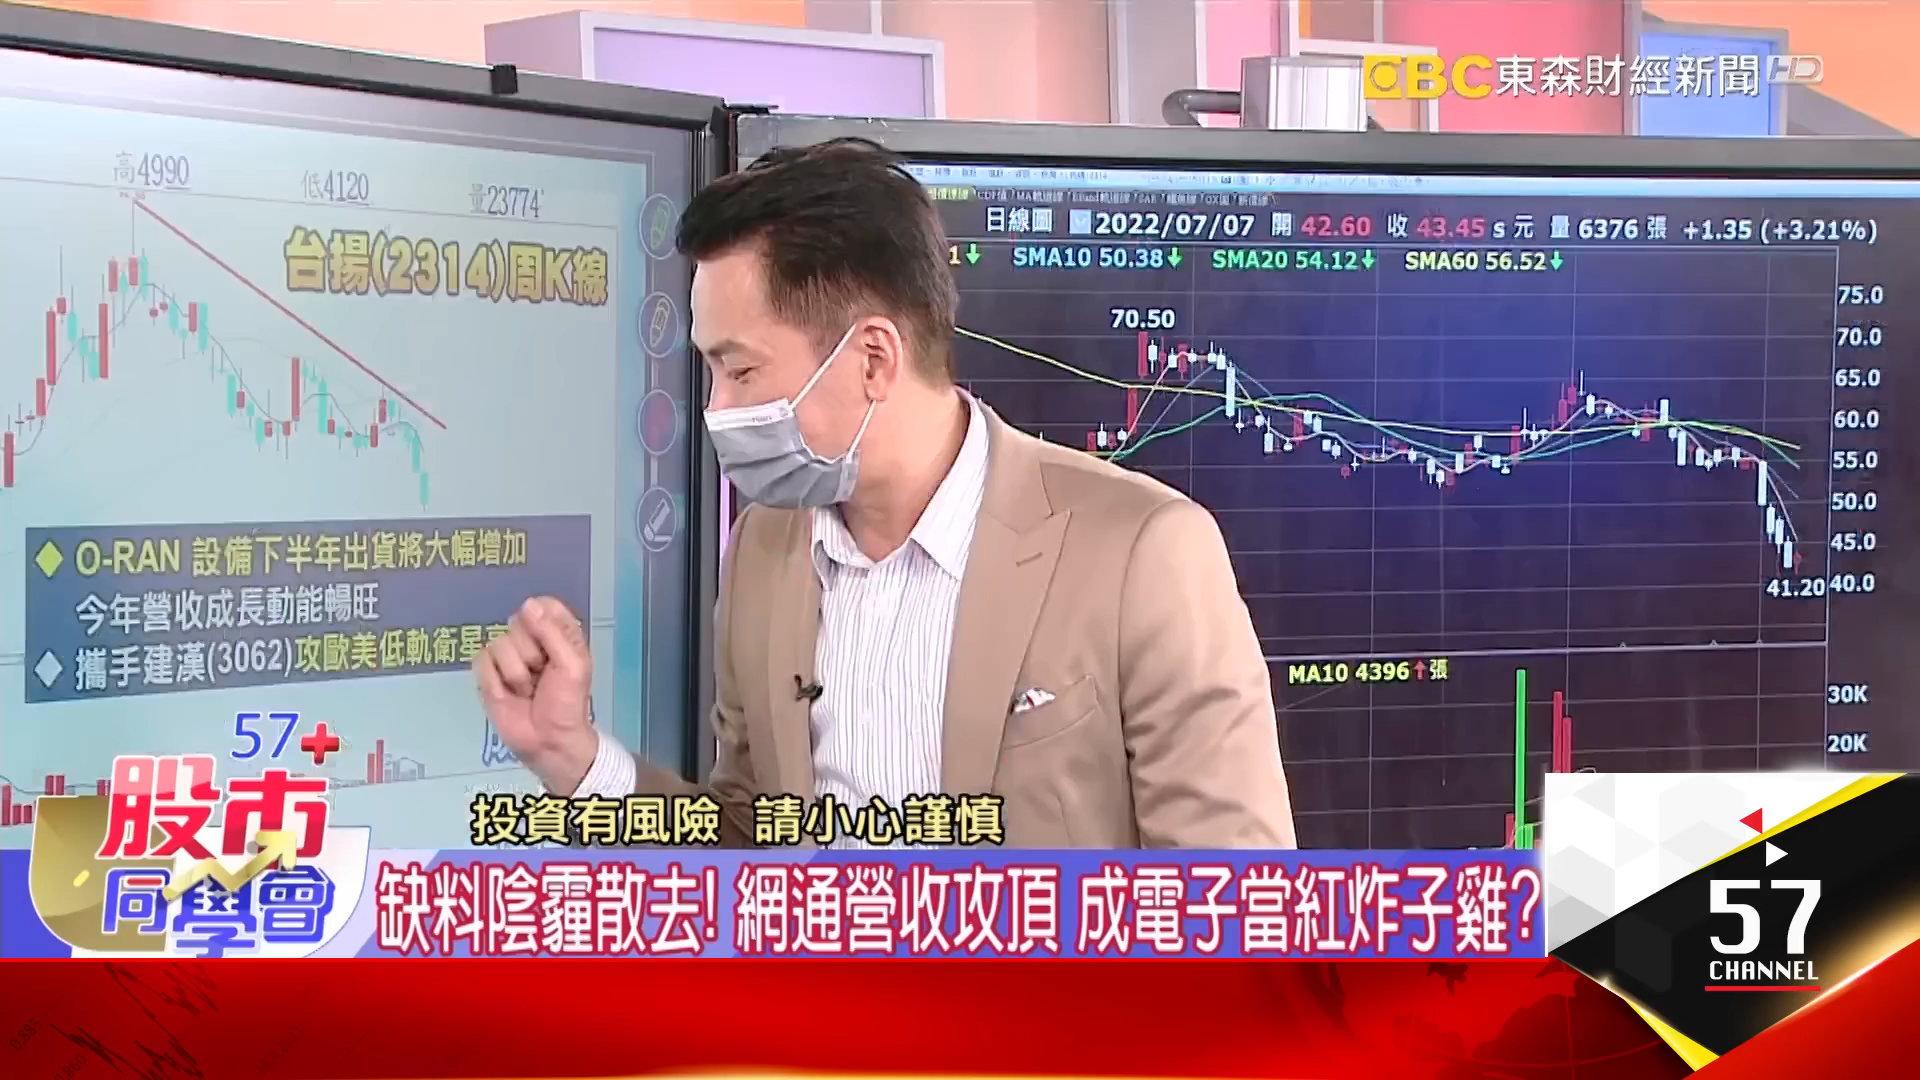 EBC東森財經新聞HD
高4990 低4120 量23774
台揚(2314)周K線
O-RAN 設備下半年出貨將大幅增加
今年營收成長動能暢旺
攜手建漢(3062)攻歐美低軌衛星
日線圖 2022/07/07 開 42.60 收 43.45 s 元 量 6376 張 +1.35 (+3.21%)
1↓ SMA10 50.38↓ SMA20 54.12↓ SMA60 56.52↓
70.50
75.0
70.0
65.0
60.0
55.0
50.0
45.0
40.0
41.20
MA10 4396↑張
30K
20K
57+
股市
同學會
投資有風險 請小心謹慎
缺料陰霾散去! 網通營收攻頂 成電子當紅炸子雞?
57
CHANNEL